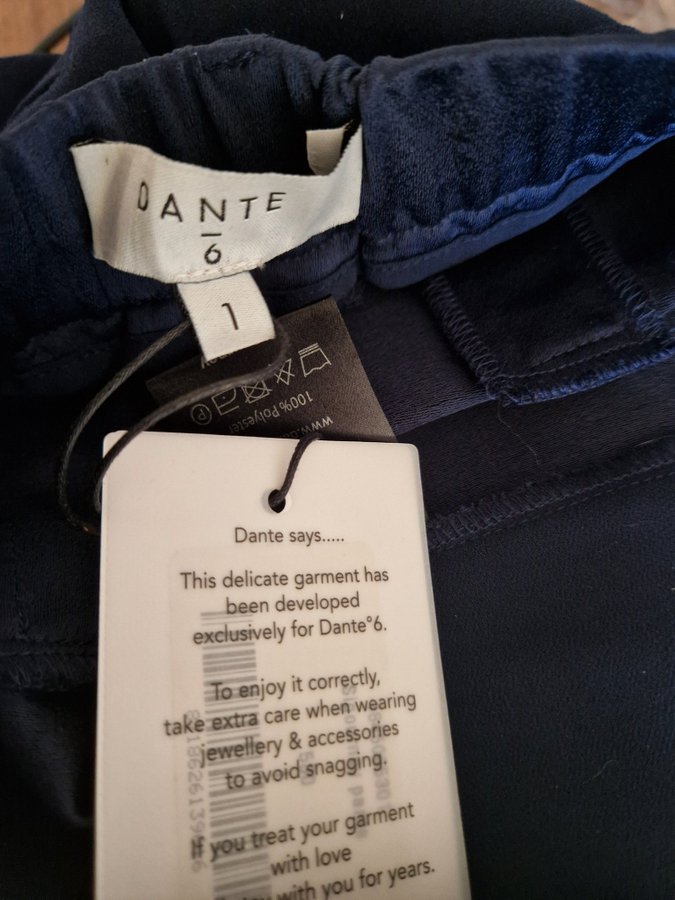 DANTE
6
1
100% Polyester
www.
P
Dante says.....
This delicate garment has
been developed
exclusively for Dante°6.
To enjoy it correctly,
take extra care when wearing
jewellery & accessories
to avoid snagging.
If you treat your garment
with love
with you for years.